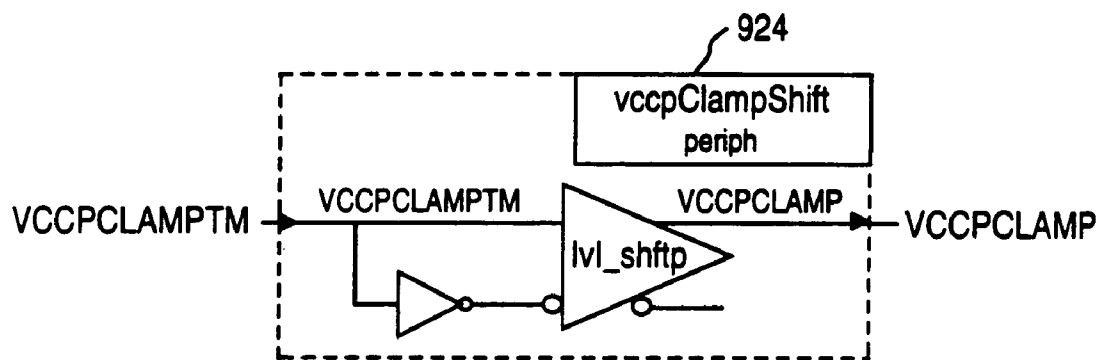 924
vccpClampShift
periph
VCCPCLAMPTM
VCCPCLAMPTM
VCCPCLAMP
VCCPCLAMP
lvl_shftp